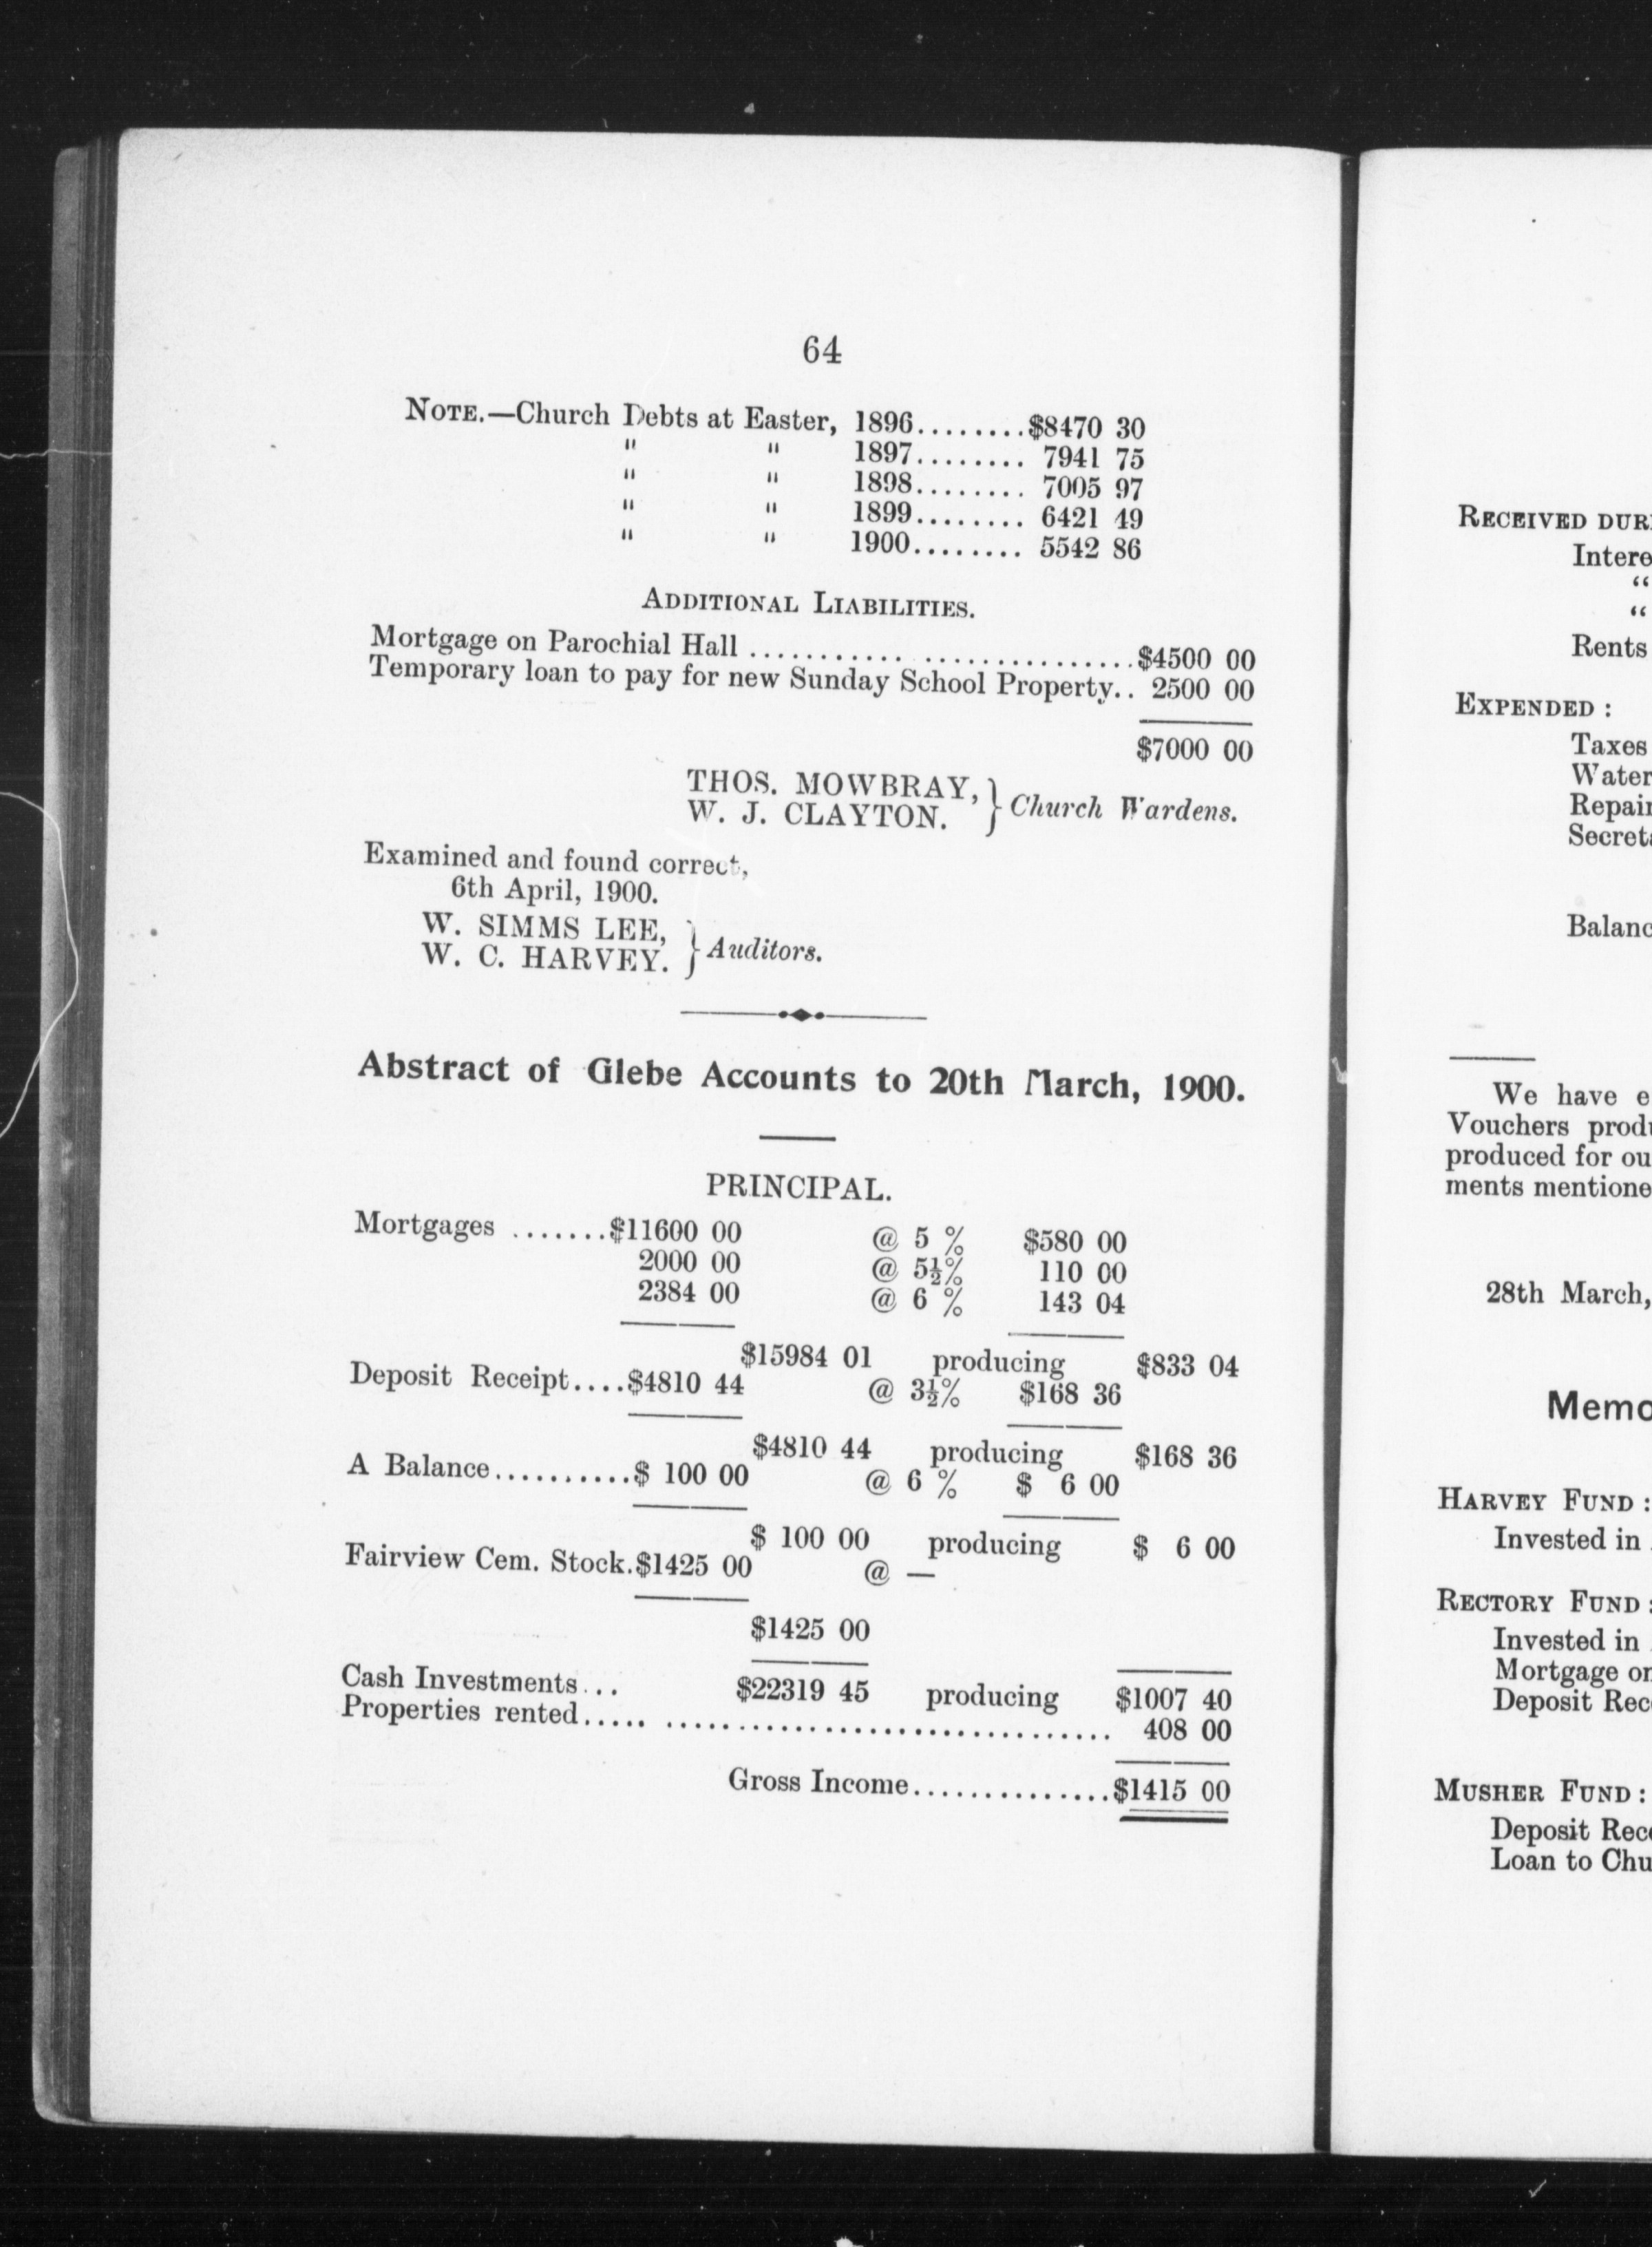 64
NOTE.—Church Debts at Easter, 1896........$8470 30
" " 1897........ 7941 75
" " 1898........ 7005 97
" " 1899........ 6421 49
" " 1900........ 5542 86
ADDITIONAL LIABILITIES.
Mortgage on Parochial Hall ........... ...............$4500 00
Temporary loan to pay for new Sunday School Property.. 2500 00
$7000 00
THOS. MOWBRAY, } Church Wardens.
W. J. CLAYTON.
Examined and found correct,
6th April, 1900.
W. SIMMS LEE, } Auditors.
W. C. HARVEY.
Abstract of Glebe Accounts to 20th March, 1900.
PRINCIPAL.
Mortgages .......$11600 00 @ 5 % $580 00
2000 00 @ 5½% 110 00
2384 00 @ 6 % 143 04
$15984 01 producing $833 04
Deposit Receipt....$4810 44 @ 3½% $168 36
$4810 44 producing $168 36
A Balance..........$ 100 00 @ 6 % $ 6 00
$ 100 00 producing $ 6 00
Fairview Cem. Stock.$1425 00 @ —
$1425 00
Cash Investments... $22319 45 producing $1007 40
Properties rented..... ................................ 408 00
Gross Income..............$1415 00
RECEIVED DUR
Intere
"
"
Rents
EXPENDED :
Taxes
Water
Repair
Secret
Balanc
We have e
Vouchers prod
produced for ou
ments mentione
28th March,
Memo
HARVEY FUND :
Invested in
RECTORY FUND :
Invested in
Mortgage or
Deposit Rec
MUSHER FUND :
Deposit Rec
Loan to Chu